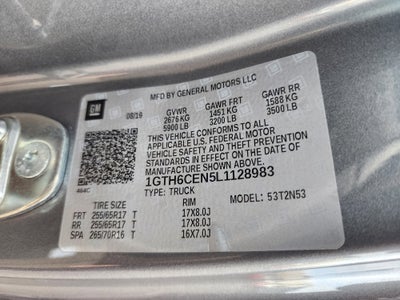 MFD BY GENERAL MOTORS LLC
GM
08/19 GVWR GAWR FRT GAWR RR
2676 KG 1451 KG 1588 KG
5900 LB 3200 LB 3500 LB
THIS VEHICLE CONFORMS TO ALL APPLICABLE
U.S. FEDERAL MOTOR
VEHICLE SAFETY AND THEFT PREVENTION
STANDARDS IN EFFECT ON THE DATE OF
MANUFACTURE SHOWN ABOVE.
1GTH6CEN5L1128983
TYPE: TRUCK MODEL: 53T2N53
TIRE SIZE RIM
FRT 255/65R17 T 17X8.0J
RR 255/65R17 T 17X8.0J
SPA 265/70R16 T 16X7.0J